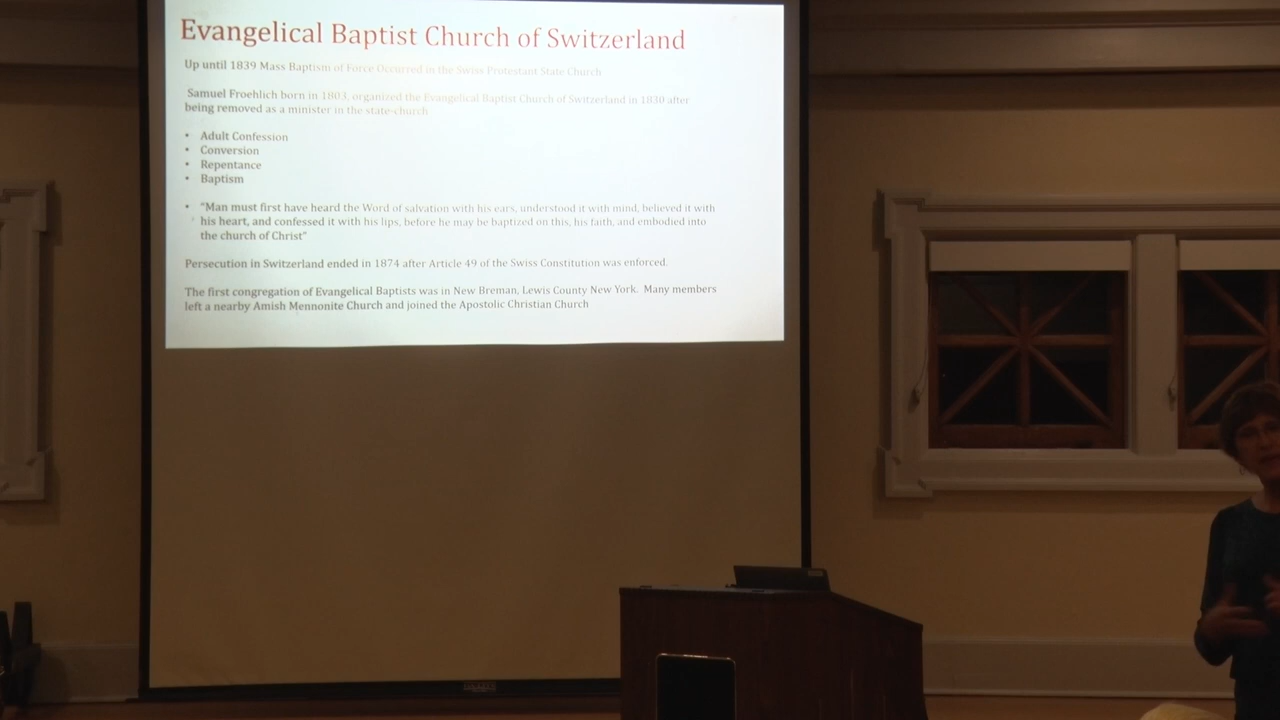 Evangelical Baptist Church of Switzerland
Up until 1839 Mass Baptism of Force Occurred in the Swiss Protestant State Church
Samuel Froehlich born in 1803, organized the Evangelical Baptist Church of Switzerland in 1830 after
being removed as a minister in the state-church
• Adult Confession
• Conversion
• Repentance
• Baptism
• “Man must first have heard the Word of salvation with his ears, understood it with mind, believed it with
his heart, and confessed it with his lips, before he may be baptized on this, his faith, and embodied into
the church of Christ”
Persecution in Switzerland ended in 1874 after Article 49 of the Swiss Constitution was enforced.
The first congregation of Evangelical Baptists was in New Breman, Lewis County New York. Many members
left a nearby Amish Mennonite Church and joined the Apostolic Christian Church